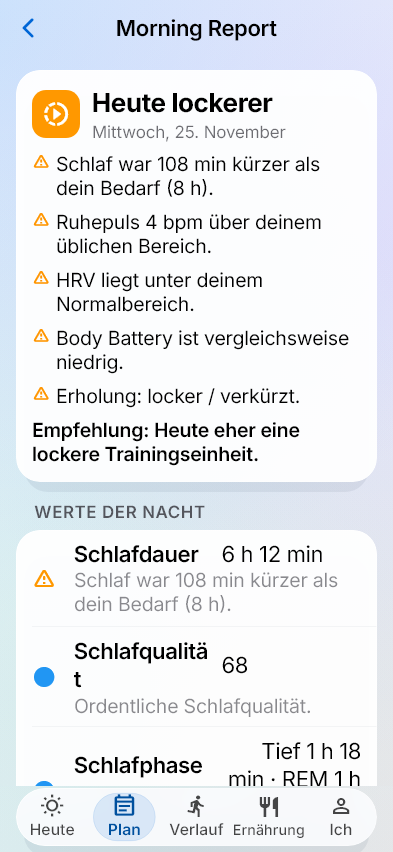 Morning Report
Heute lockerer
Mittwoch, 25. November
Schlaf war 108 min kürzer als
dein Bedarf (8 h).
Ruhepuls 4 bpm über deinem
üblichen Bereich.
HRV liegt unter deinem
Normalbereich.
Body Battery ist vergleichsweise
niedrig.
Erholung: locker / verkürzt.
Empfehlung: Heute eher eine
lockere Trainingseinheit.
WERTE DER NACHT
Schlafdauer 6 h 12 min
Schlaf war 108 min kürzer als
dein Bedarf (8 h).
Schlafqualitä
t
68
Ordentliche Schlafqualität.
Schlafphase
Tief 1 h 18
min · REM 1 h
Heute Plan Verlauf Ernährung Ich